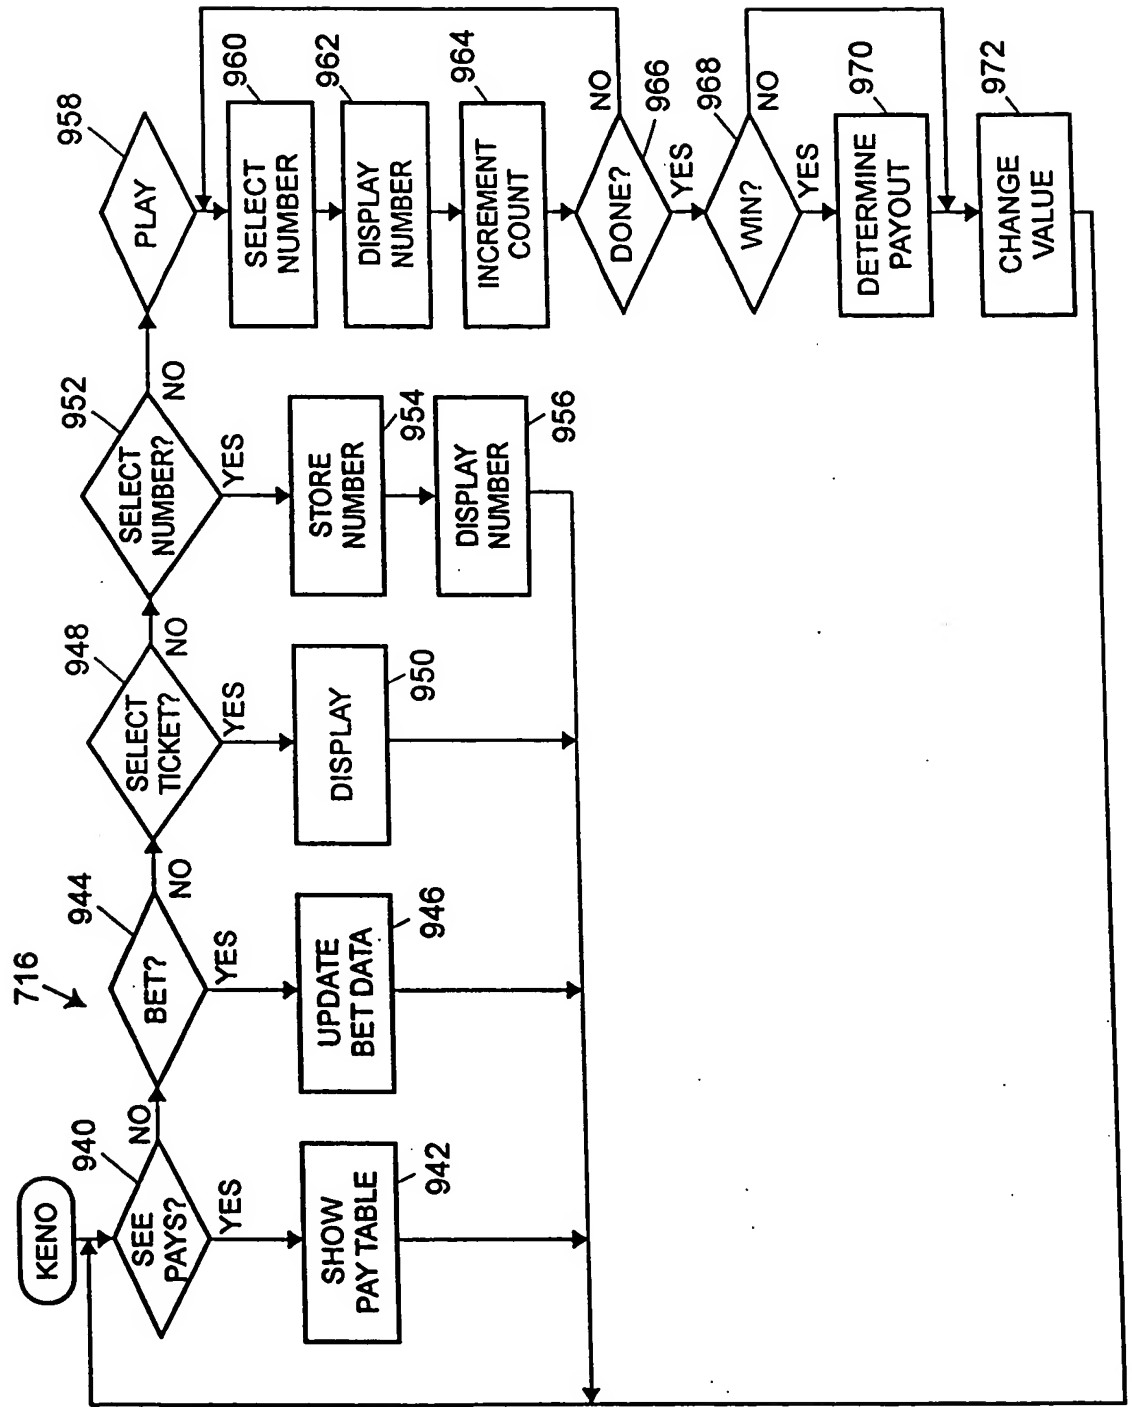 716
KENO
940
SEE
PAYS?
NO
YES
SHOW
PAY TABLE
942
944
BET?
NO
YES
UPDATE
BET DATA
946
948
SELECT
TICKET?
NO
YES
DISPLAY
950
952
SELECT
NUMBER?
NO
YES
STORE
NUMBER
954
DISPLAY
NUMBER
956
958
PLAY
SELECT
NUMBER
960
DISPLAY
NUMBER
962
INCREMENT
COUNT
964
DONE?
966
NO
YES
WIN?
968
NO
YES
DETERMINE
PAYOUT
970
CHANGE
VALUE
972